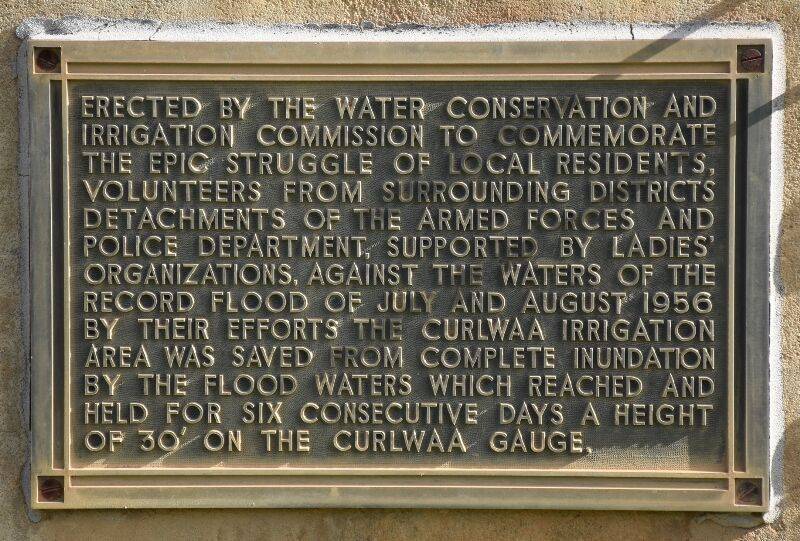 ERECTED BY THE WATER CONSERVATION AND
IRRIGATION COMMISSION TO COMMEMORATE
THE EPIC STRUGGLE OF LOCAL RESIDENTS,
VOLUNTEERS FROM SURROUNDING DISTRICTS
DETACHMENTS OF THE ARMED FORCES AND
POLICE DEPARTMENT, SUPPORTED BY LADIES'
ORGANIZATIONS, AGAINST THE WATERS OF THE
RECORD FLOOD OF JULY AND AUGUST 1956
BY THEIR EFFORTS THE CURLWAA IRRIGATION
AREA WAS SAVED FROM COMPLETE INUNDATION
BY THE FLOOD WATERS WHICH REACHED AND
HELD FOR SIX CONSECUTIVE DAYS A HEIGHT
OF 30' ON THE CURLWAA GAUGE.